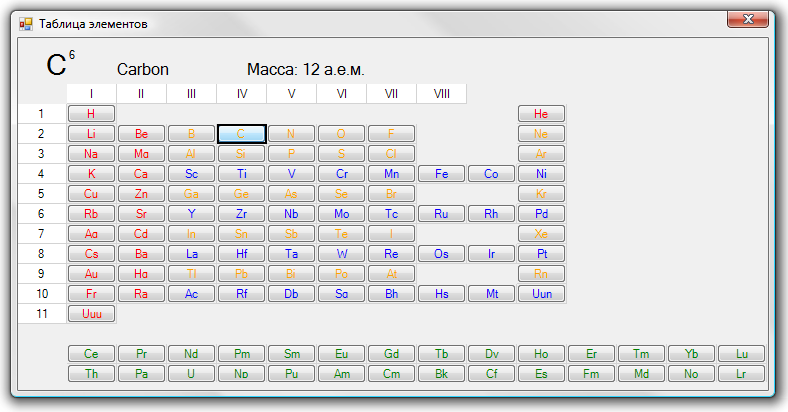 Таблица элементов
C 6
Carbon Масса: 12 а.е.м.
I II III IV V VI VII VIII
1 H He
2 Li Be B C N O F Ne
3 Na Mg Al Si P S Cl Ar
4 K Ca Sc Ti V Cr Mn Fe Co Ni
5 Cu Zn Ga Ge As Se Br Kr
6 Rb Sr Y Zr Nb Mo Tc Ru Rh Pd
7 Ag Cd In Sn Sb Te I Xe
8 Cs Ba La Hf Ta W Re Os Ir Pt
9 Au Hg Tl Pb Bi Po At Rn
10 Fr Ra Ac Rf Db Sg Bh Hs Mt Uun
11 Uuu
Ce Pr Nd Pm Sm Eu Gd Tb Dy Ho Er Tm Yb Lu
Th Pa U Np Pu Am Cm Bk Cf Es Fm Md No Lr